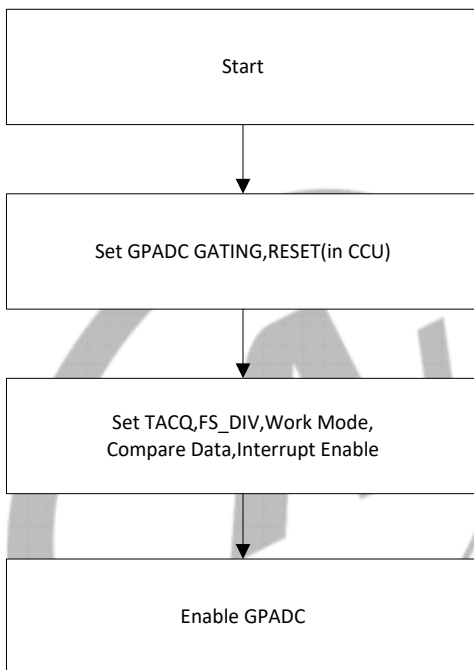 Start
Set GPADC GATING,RESET(in CCU)
Set TACQ,FS_DIV,Work Mode,
Compare Data,Interrupt Enable
Enable GPADC